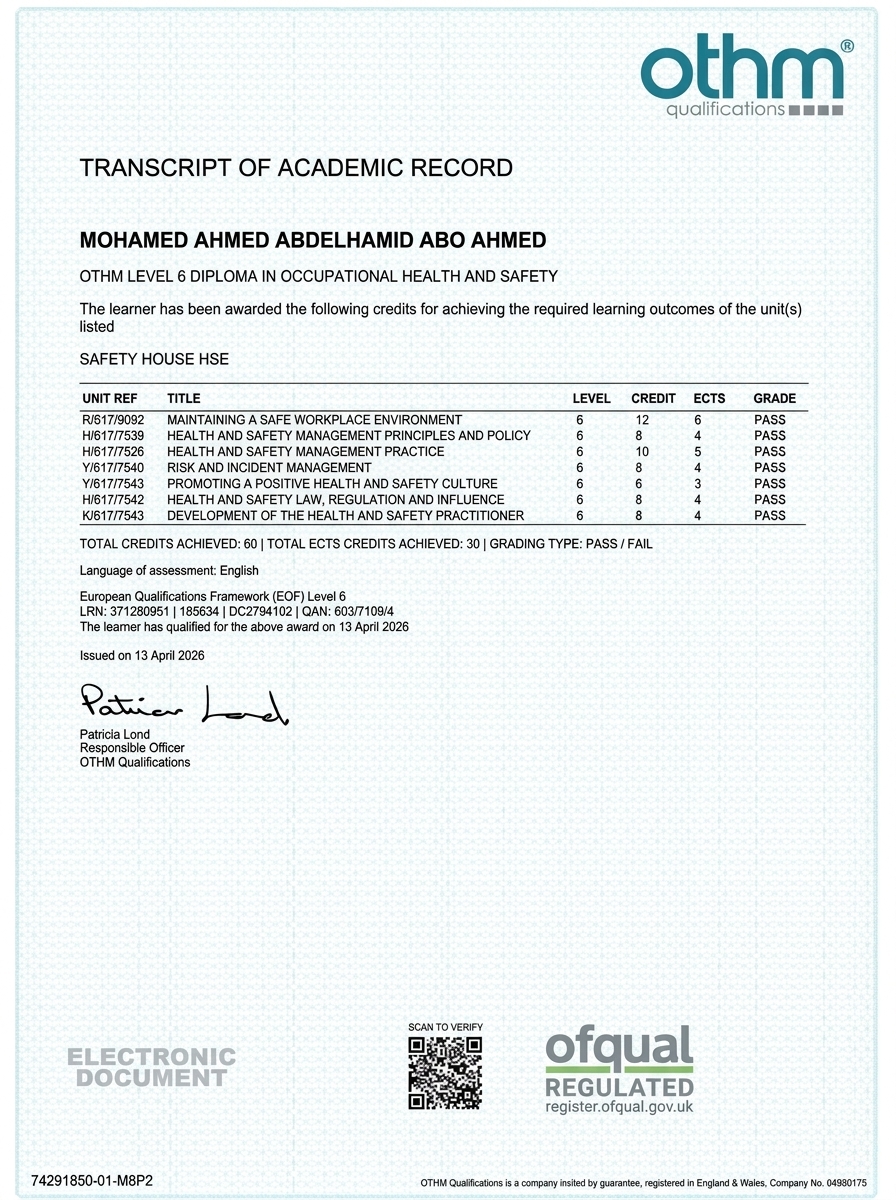 othm®
qualifications
TRANSCRIPT OF ACADEMIC RECORD
MOHAMED AHMED ABDELHAMID ABO AHMED
OTHM LEVEL 6 DIPLOMA IN OCCUPATIONAL HEALTH AND SAFETY
The learner has been awarded the following credits for achieving the required learning outcomes of the unit(s)
listed
SAFETY HOUSE HSE
UNIT REF TITLE LEVEL CREDIT ECTS GRADE
R/617/9092 MAINTAINING A SAFE WORKPLACE ENVIRONMENT 6 12 6 PASS
H/617/7539 HEALTH AND SAFETY MANAGEMENT PRINCIPLES AND POLICY 6 8 4 PASS
H/617/7526 HEALTH AND SAFETY MANAGEMENT PRACTICE 6 10 5 PASS
Y/617/7540 RISK AND INCIDENT MANAGEMENT 6 8 4 PASS
Y/617/7543 PROMOTING A POSITIVE HEALTH AND SAFETY CULTURE 6 6 3 PASS
H/617/7542 HEALTH AND SAFETY LAW, REGULATION AND INFLUENCE 6 8 4 PASS
K/617/7543 DEVELOPMENT OF THE HEALTH AND SAFETY PRACTITIONER 6 8 4 PASS
TOTAL CREDITS ACHIEVED: 60 | TOTAL ECTS CREDITS ACHIEVED: 30 | GRADING TYPE: PASS / FAIL
Language of assessment: English
European Qualifications Framework (EOF) Level 6
LRN: 371280951 | 185634 | DC2794102 | QAN: 603/7109/4
The learner has qualified for the above award on 13 April 2026
Issued on 13 April 2026
Patricia Lond
Patricia Lond
Responsible Officer
OTHM Qualifications
SCAN TO VERIFY
ELECTRONIC
DOCUMENT
ofqual
REGULATED
register.ofqual.gov.uk
74291850-01-M8P2
OTHM Qualifications is a company insited by guarantee, registered in England & Wales, Company No. 04980175